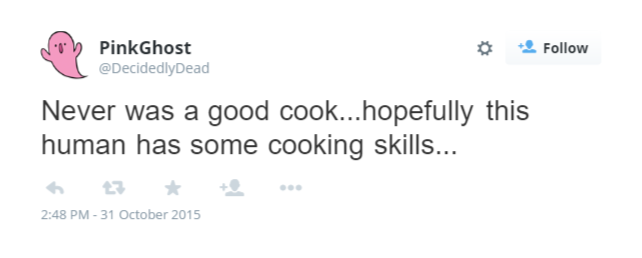 PinkGhost
Follow
@DecidedlyDead
Never was a good cook...hopefully this
human has some cooking skills...
2:48 PM - 31 October 2015